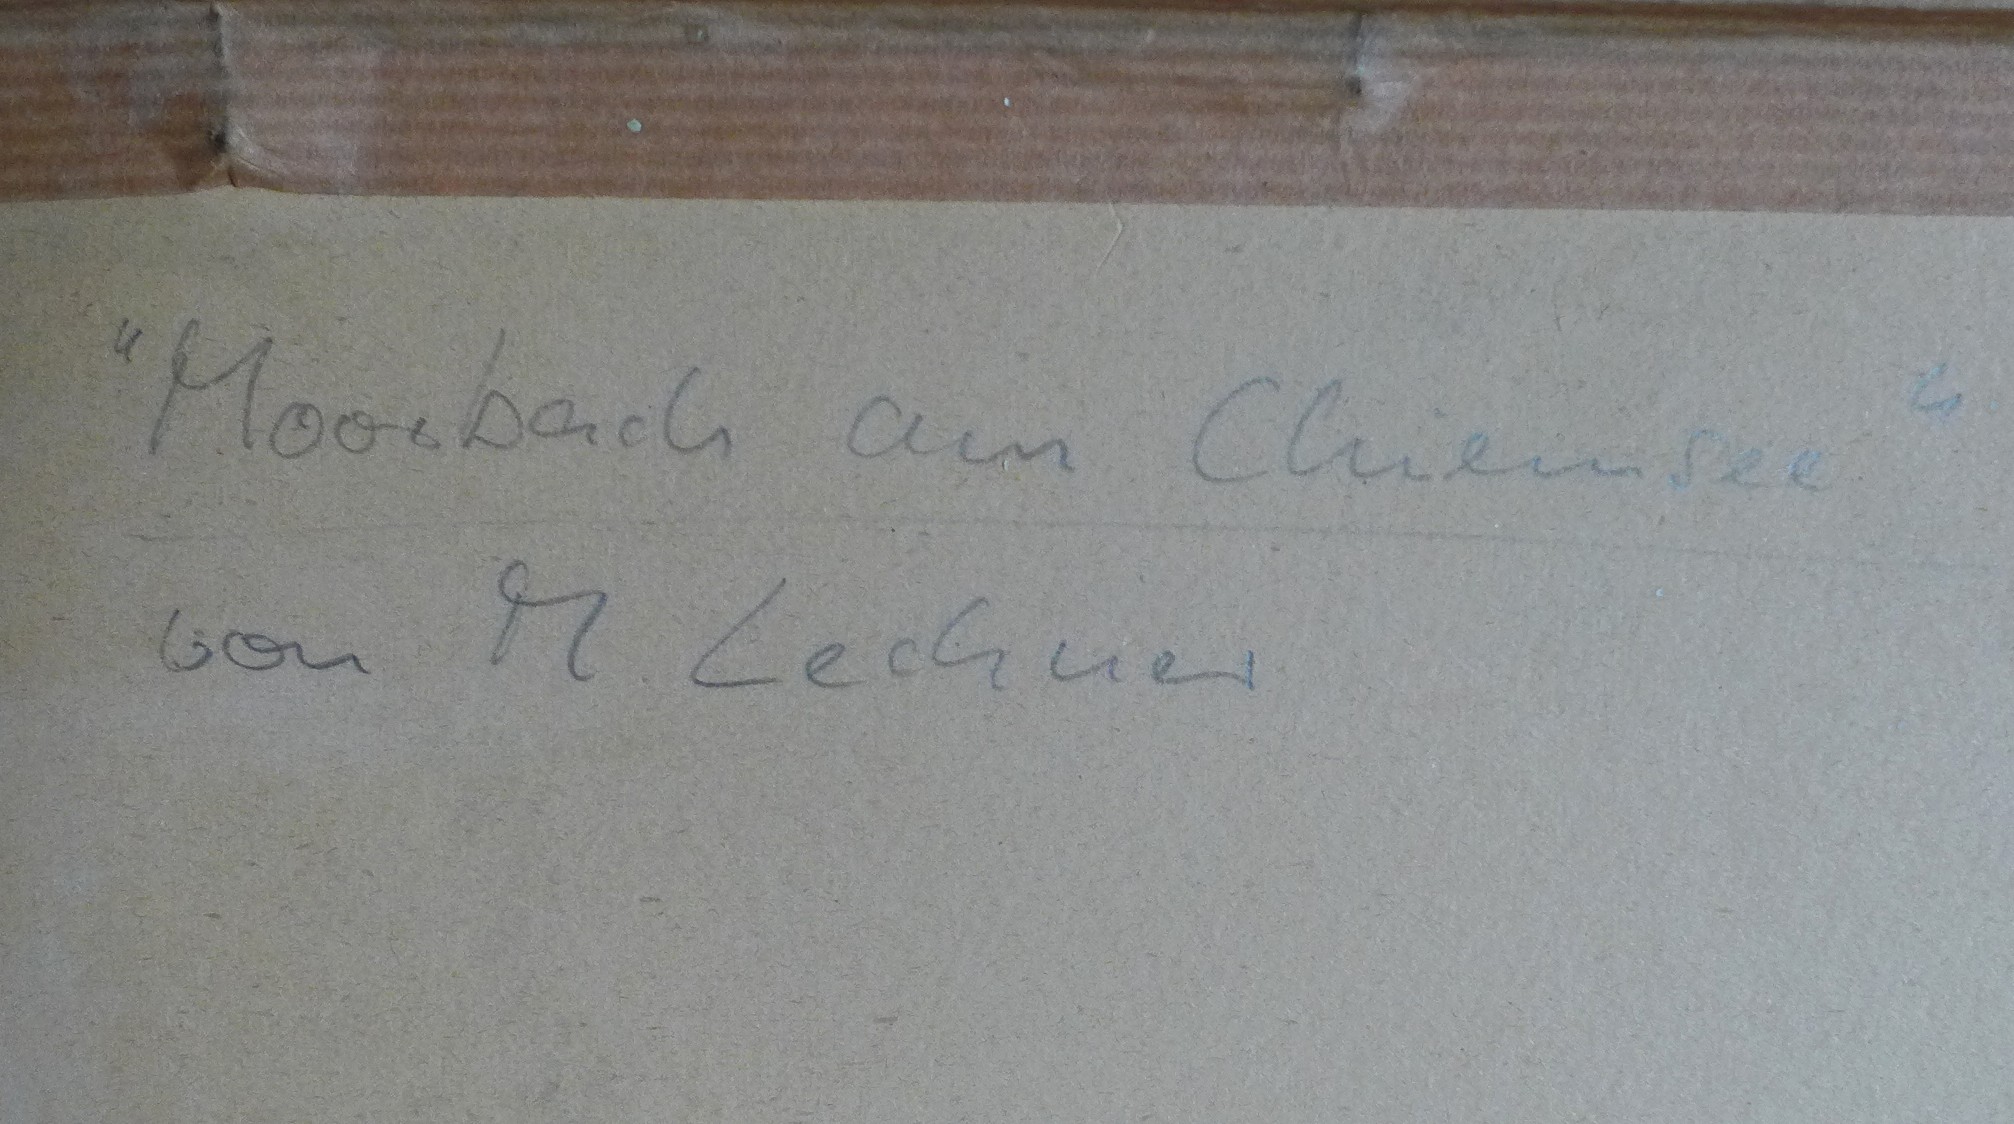 "Moorbach am Chiemsee"
von M. Lechner